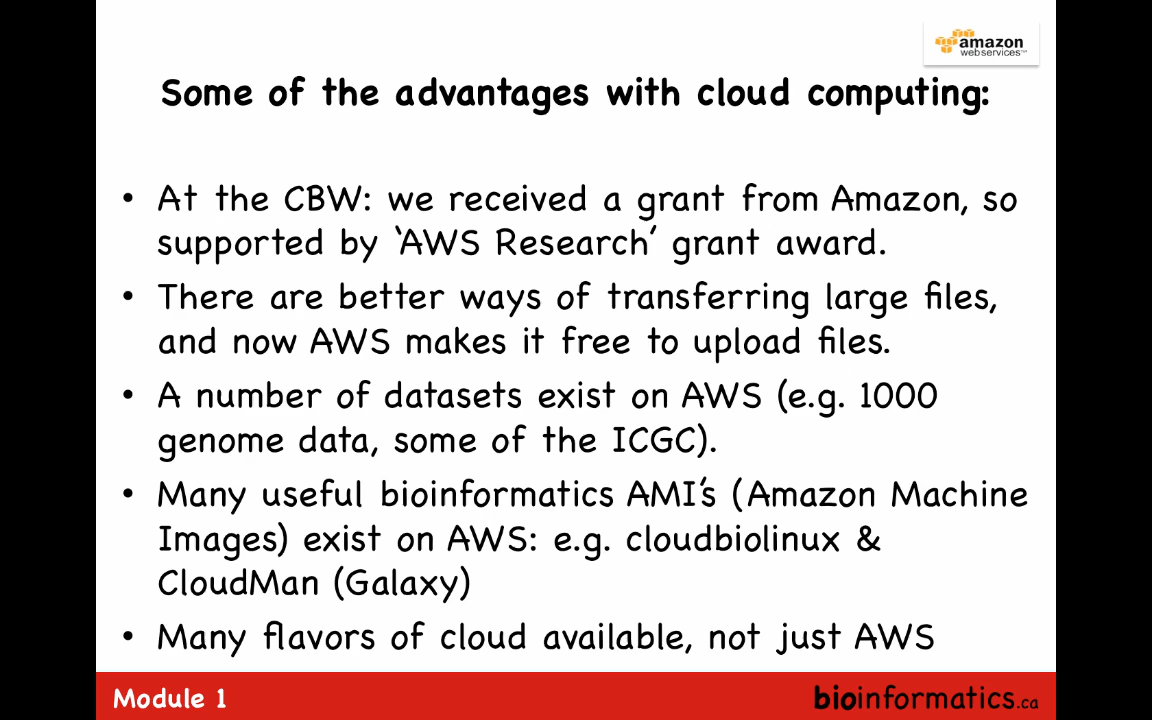 amazon
webservices™
Some of the advantages with cloud computing:
• At the CBW: we received a grant from Amazon, so
supported by ‘AWS Research’ grant award.
• There are better ways of transferring large files,
and now AWS makes it free to upload files.
• A number of datasets exist on AWS (e.g. 1000
genome data, some of the ICGC).
• Many useful bioinformatics AMI’s (Amazon Machine
Images) exist on AWS: e.g. cloudbiolinux &
CloudMan (Galaxy)
• Many flavors of cloud available, not just AWS
Module 1
bioinformatics.ca